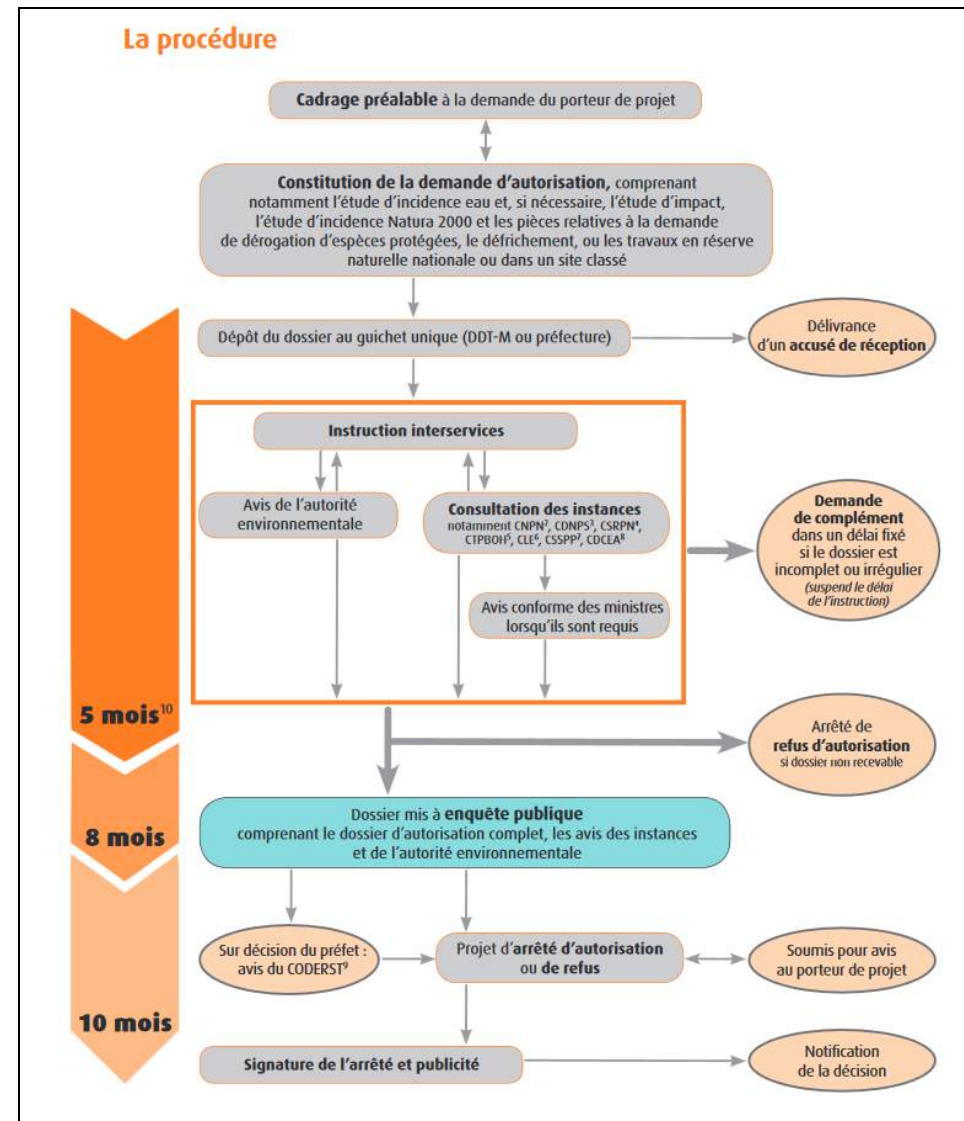 La procédure
Cadrage préalable à la demande du porteur de projet
Constitution de la demande d'autorisation, comprenant
notamment l'étude d'incidence eau et, si nécessaire, l'étude d'impact,
l'étude d'incidence Natura 2000 et les pièces relatives à la demande
de dérogation d'espèces protégées, le défrichement, ou les travaux en réserve
naturelle nationale ou dans un site classé
Dépôt du dossier au guichet unique (DDT-M ou préfecture)
Délivrance
d'un accusé de réception
Instruction interservices
Avis de l'autorité
environnementale
Consultation des instances
notamment CNPN², CDNPS³, CSRPN⁴,
CTPBOH⁵, CLE⁶, CSSPP⁷, CDCEA⁸
Avis conforme des ministres
lorsqu'ils sont requis
Demande
de complément
dans un délai fixé
si le dossier est
incomplet ou irrégulier
(suspend le délai
de l'instruction)
5 mois¹⁰
Arrêté de
refus d'autorisation
si dossier non recevable
Dossier mis à enquête publique
comprenant le dossier d'autorisation complet, les avis des instances
et de l'autorité environnementale
8 mois
Sur décision du préfet :
avis du CODERST⁹
Projet d'arrêté d'autorisation
ou de refus
Soumis pour avis
au porteur de projet
10 mois
Signature de l'arrêté et publicité
Notification
de la décision